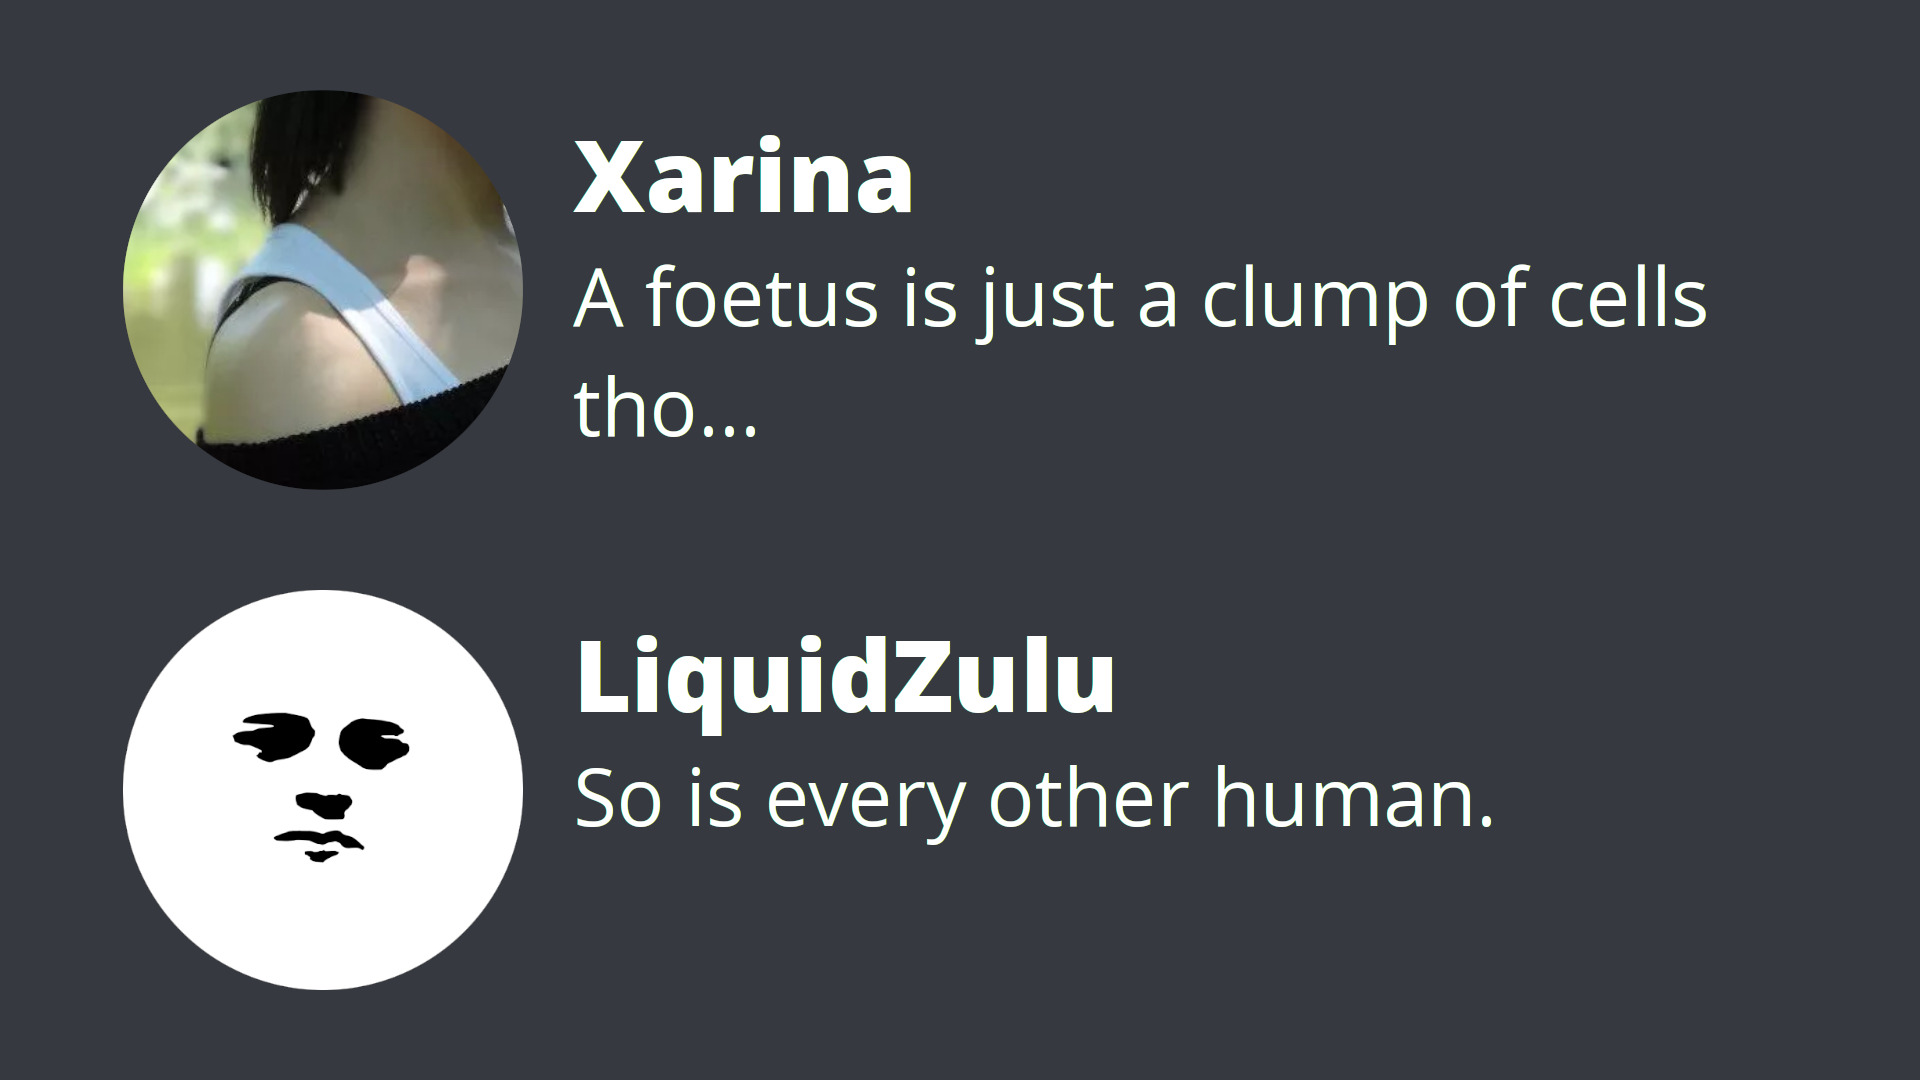 Xarina
A foetus is just a clump of cells
tho...
LiquidZulu
So is every other human.